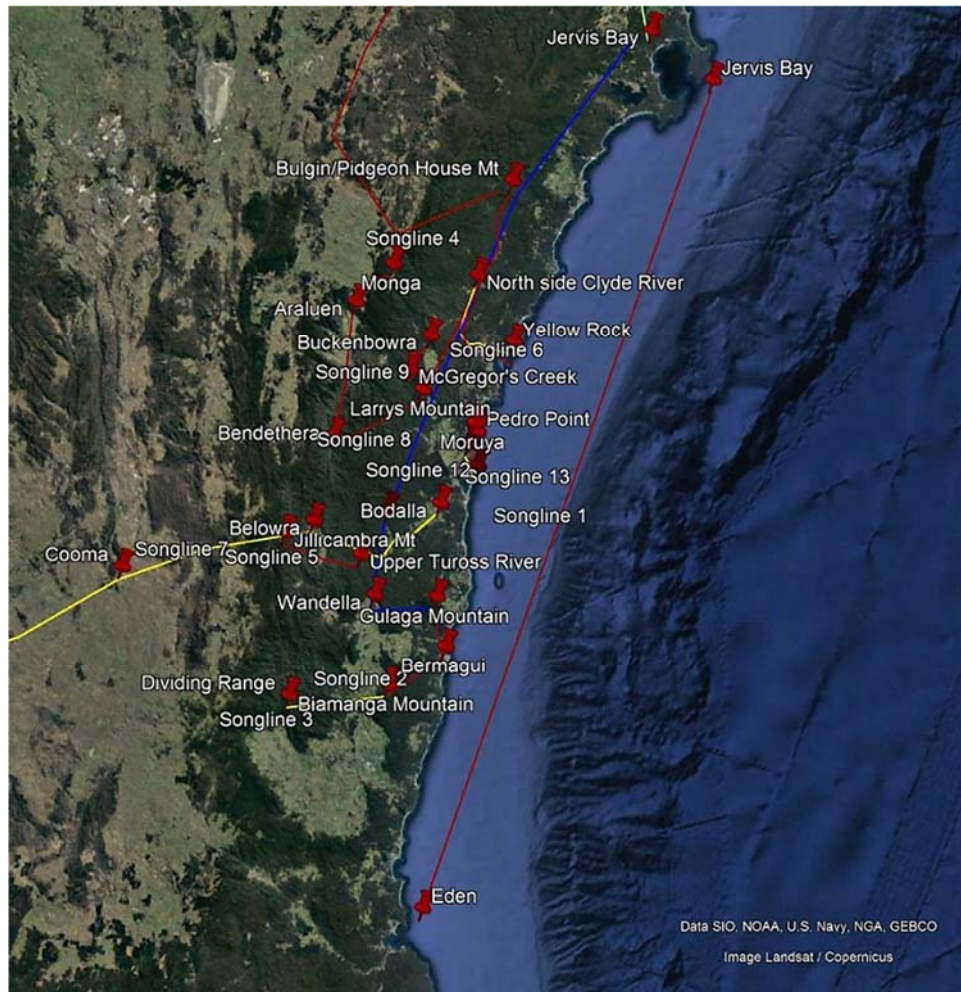 Jervis Bay
Jervis Bay
Bulgin/Pidgeon House Mt
Songline 4
Monga
North side Clyde River
Araluen
Yellow Rock
Buckenbowra
Songline 6
Songline 9
McGregor's Creek
Larrys Mountain
Pedro Point
Bendethera
Songline 8
Moruya
Songline 12
Songline 13
Bodalla
Songline 1
Belowra
Jillicambra Mt
Cooma
Songline 7
Songline 5
Upper Tuross River
Wandella
Gulaga Mountain
Bermagui
Songline 2
Dividing Range
Biamanga Mountain
Songline 3
Eden
Data SIO, NOAA, U.S. Navy, NGA, GEBCO
Image Landsat / Copernicus